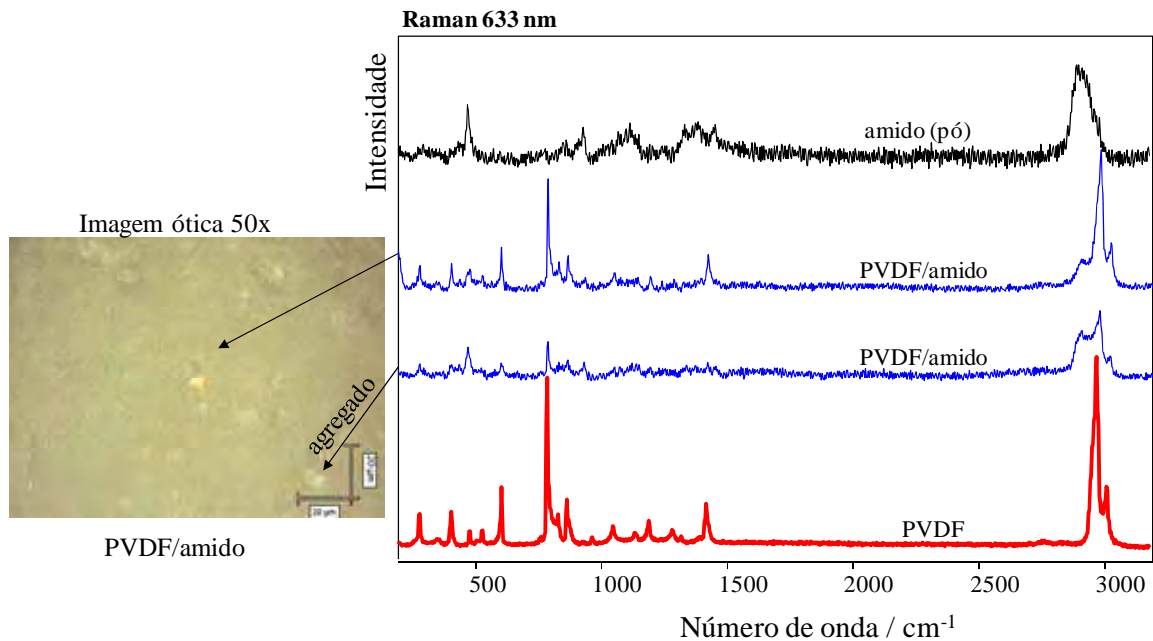 Raman 633 nm
Intensidade
amido (pó)
PVDF/amido
PVDF/amido
PVDF
500 1000 1500 2000 2500 3000
Número de onda / cm-1
Imagem ótica 50x
agregado
PVDF/amido